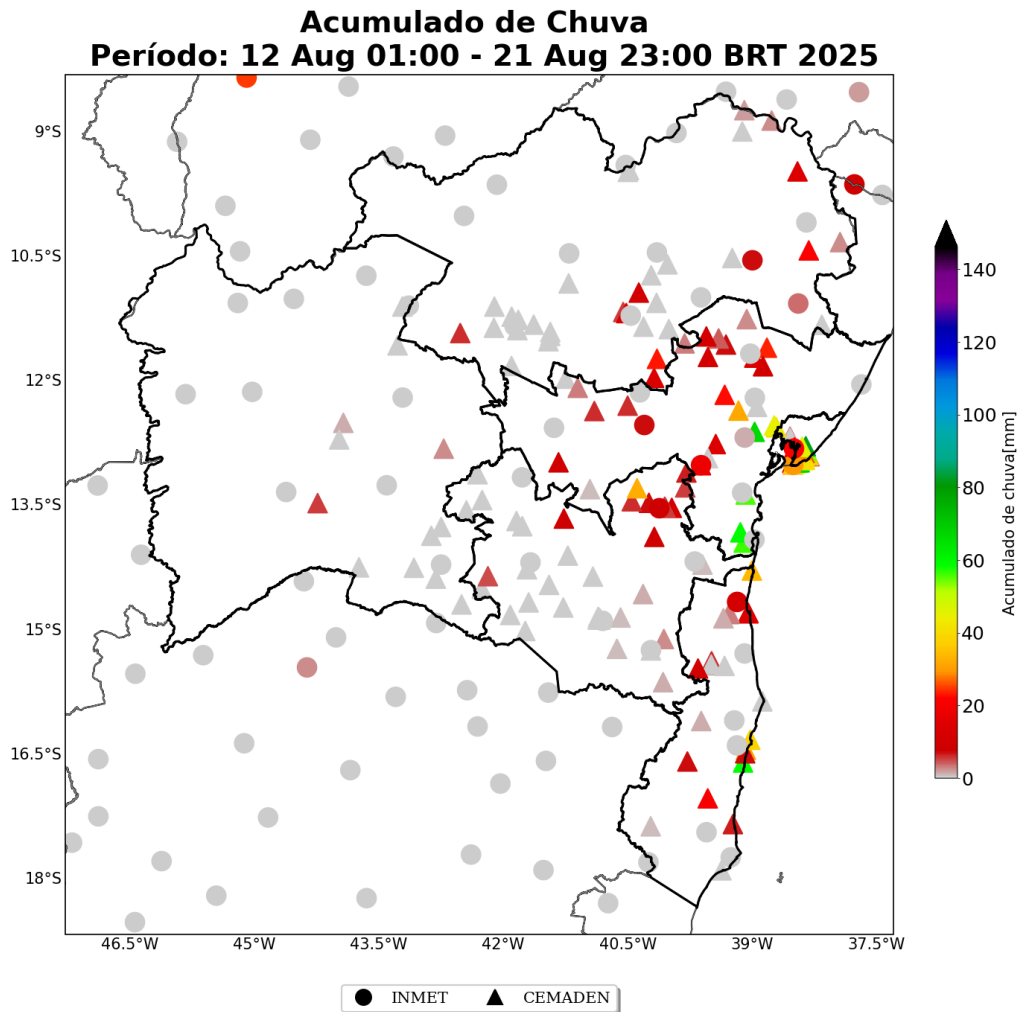 Acumulado de Chuva
Período: 12 Aug 01:00 - 21 Aug 23:00 BRT 2025
9°S
10.5°S
12°S
13.5°S
15°S
16.5°S
18°S
46.5°W 45°W 43.5°W 42°W 40.5°W 39°W 37.5°W
140
120
100
80
60
40
20
0
Acumulado de chuva[mm]
INMET CEMADEN